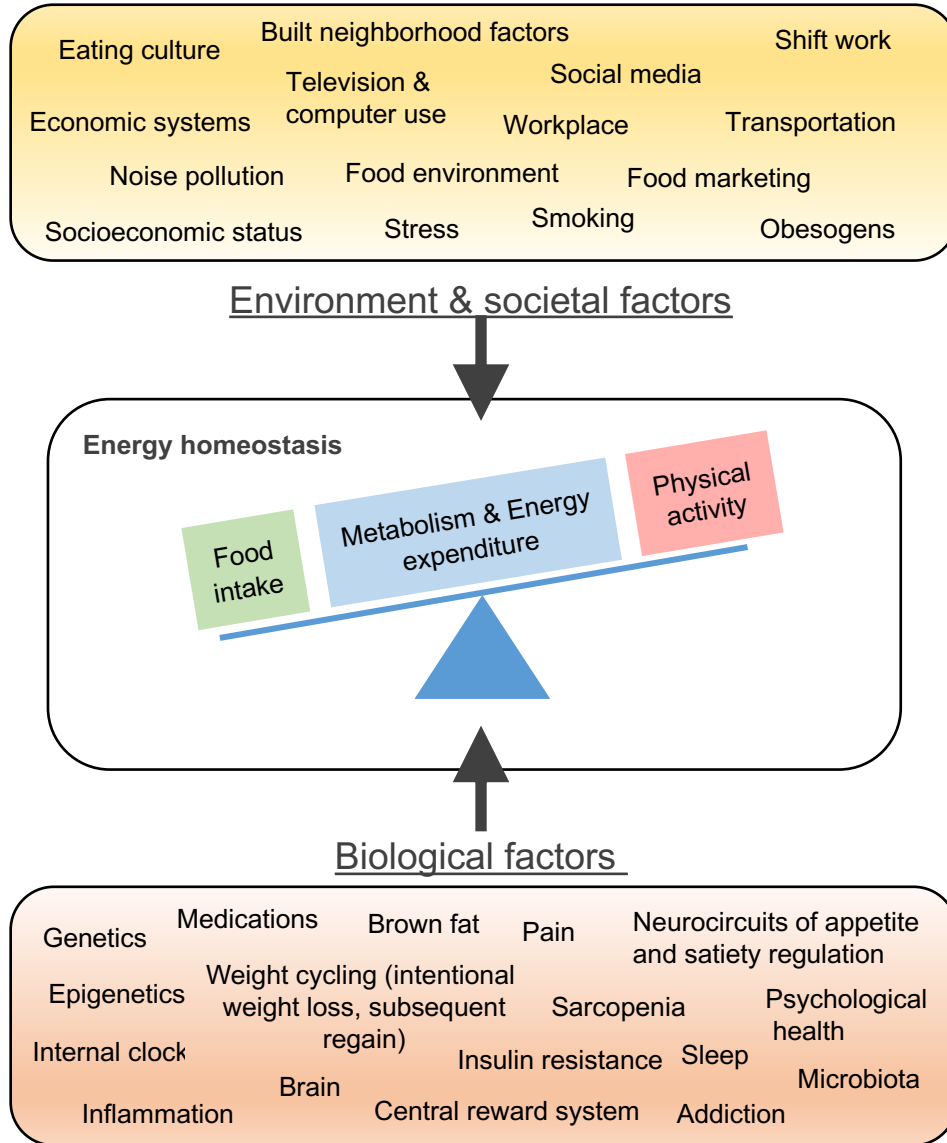 Eating culture
Built neighborhood factors
Shift work
Television &
computer use
Social media
Economic systems
Workplace
Transportation
Noise pollution
Food environment
Food marketing
Socioeconomic status
Stress
Smoking
Obesogens
Environment & societal factors
Energy homeostasis
Food
intake
Metabolism & Energy
expenditure
Physical
activity
Biological factors
Genetics
Medications
Brown fat
Pain
Neurocircuits of appetite
and satiety regulation
Epigenetics
Weight cycling (intentional
weight loss, subsequent
regain)
Sarcopenia
Psychological
health
Internal clock
Insulin resistance
Sleep
Brain
Microbiota
Inflammation
Central reward system
Addiction